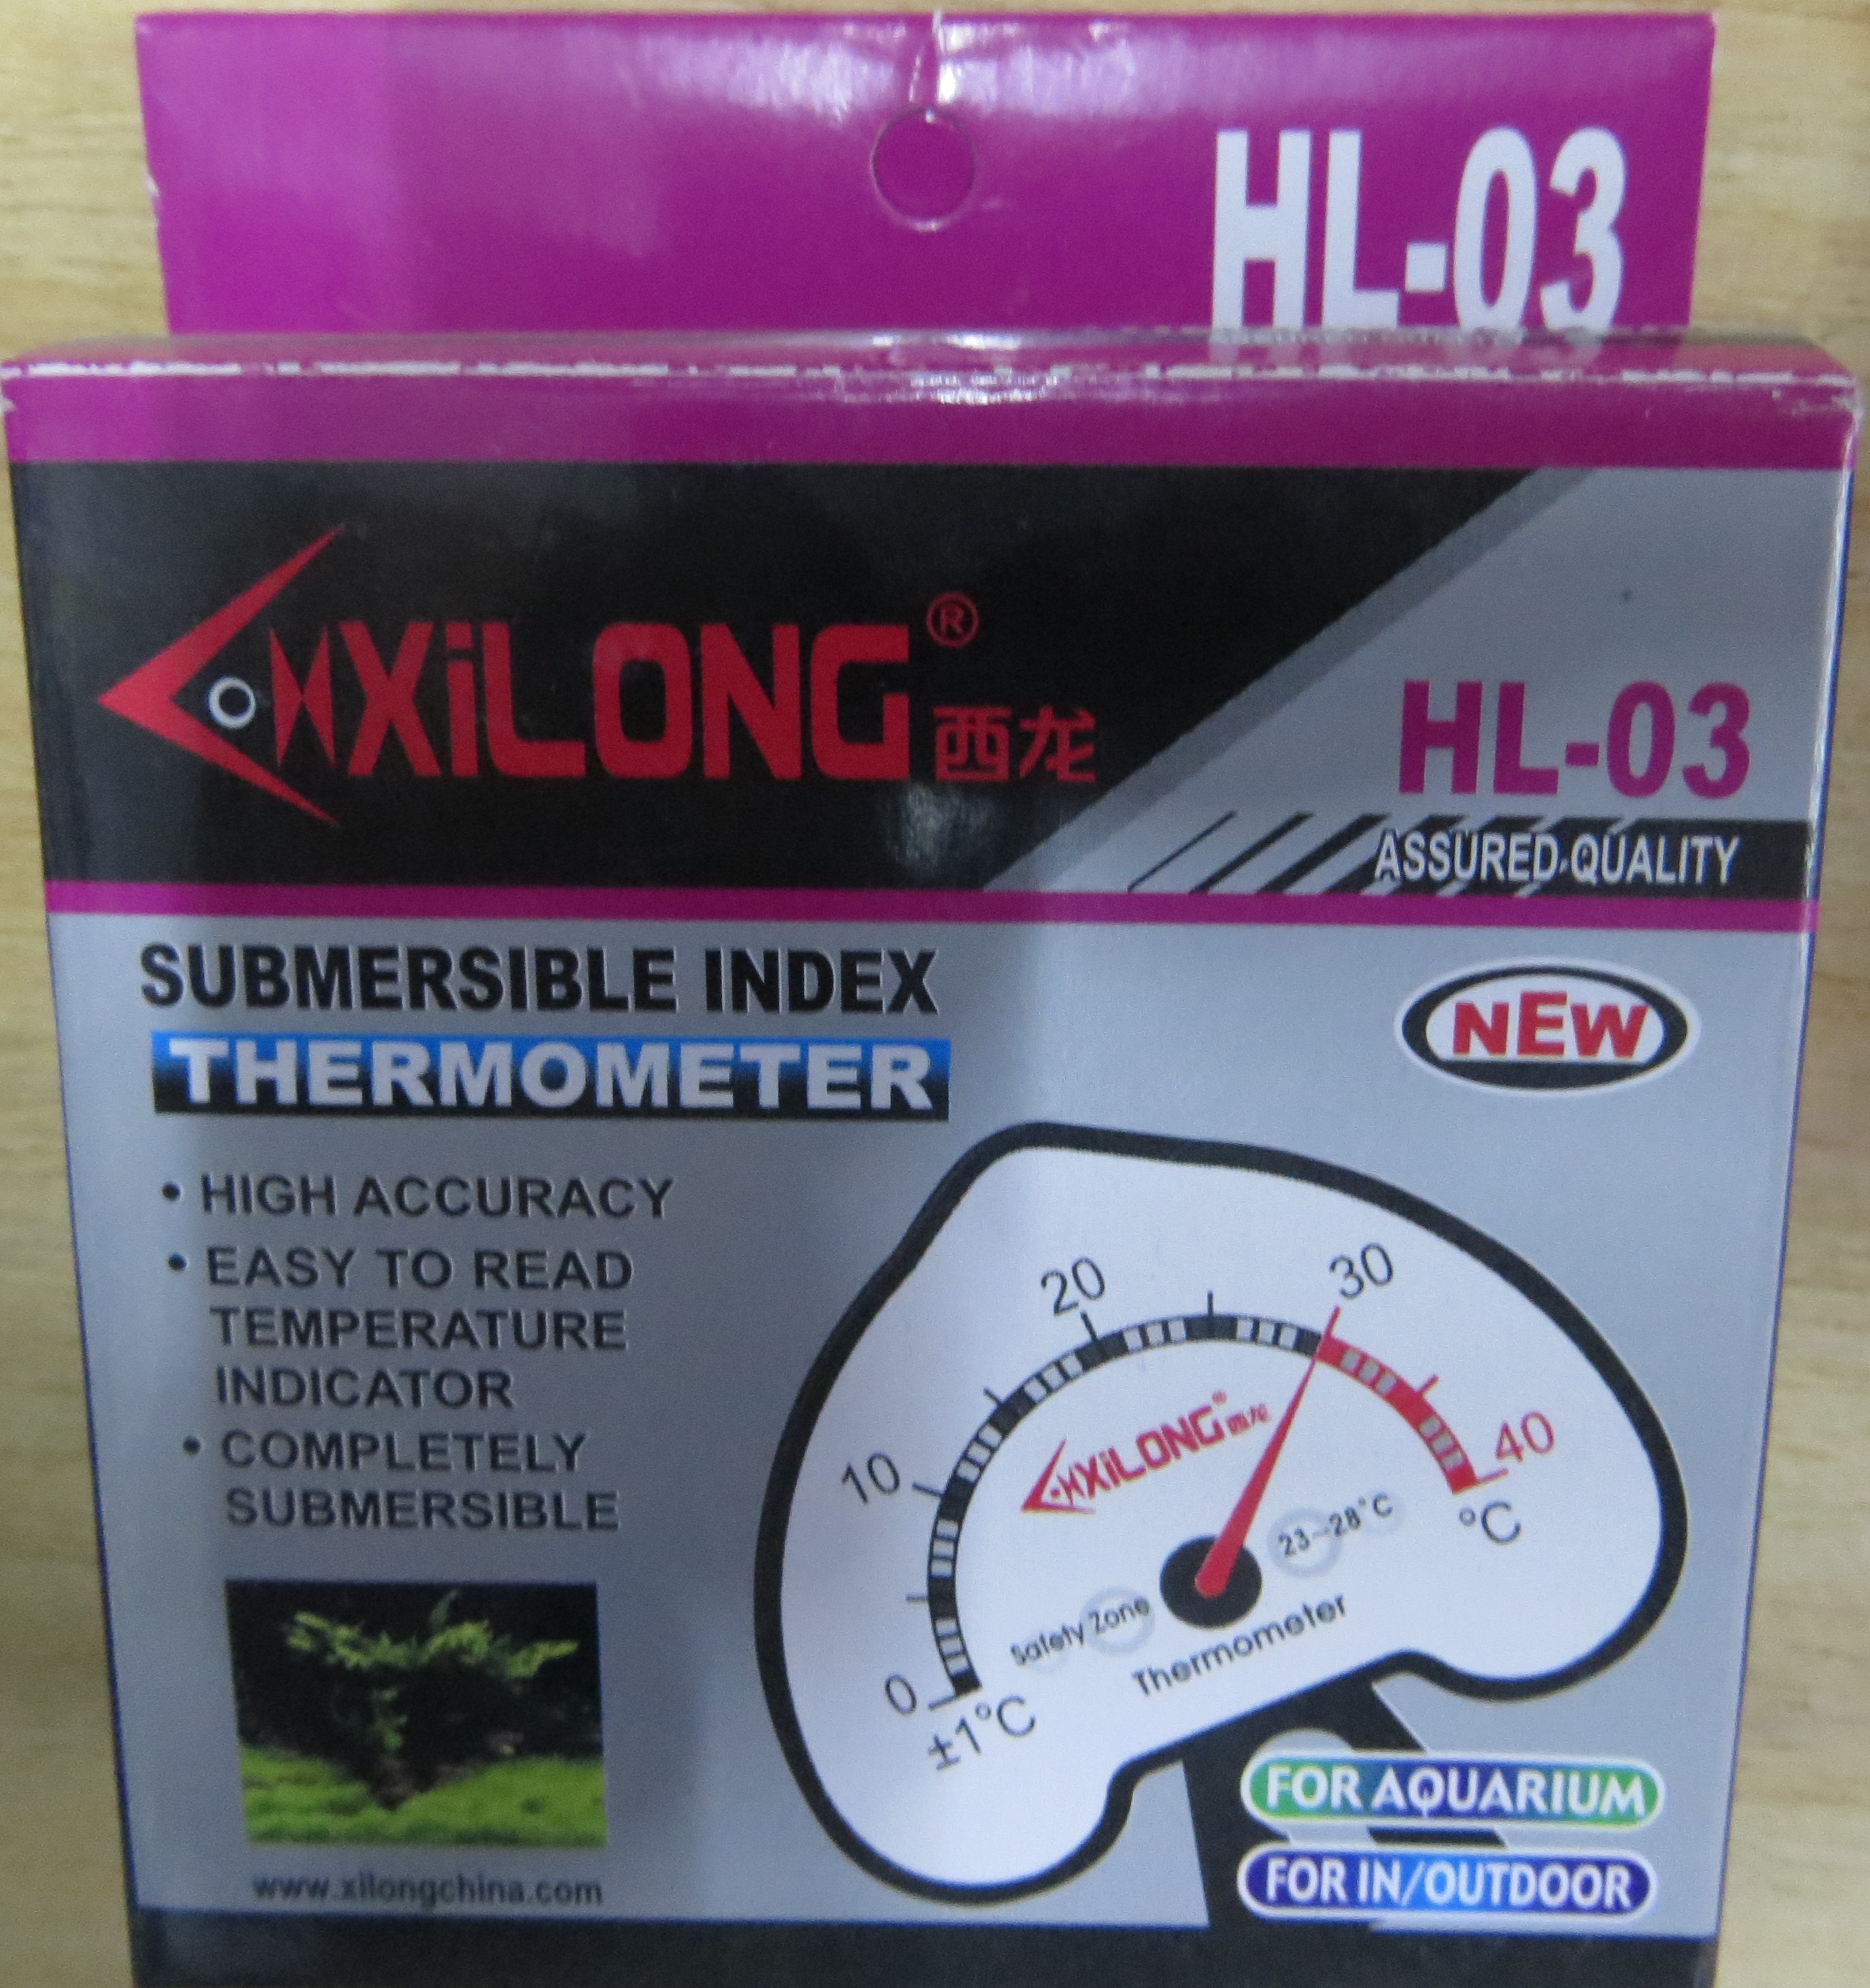 HL-03
XiLONG®西龙
HL-03
ASSURED QUALITY
SUBMERSIBLE INDEX
THERMOMETER
NEW
• HIGH ACCURACY
• EASY TO READ
TEMPERATURE
INDICATOR
• COMPLETELY
SUBMERSIBLE
0
10
20
30
40
°C
±1°C
XiLONG®西龙
Safety Zone 23~28°C
Thermometer
FOR AQUARIUM
FOR IN/OUTDOOR
www.xilongchina.com